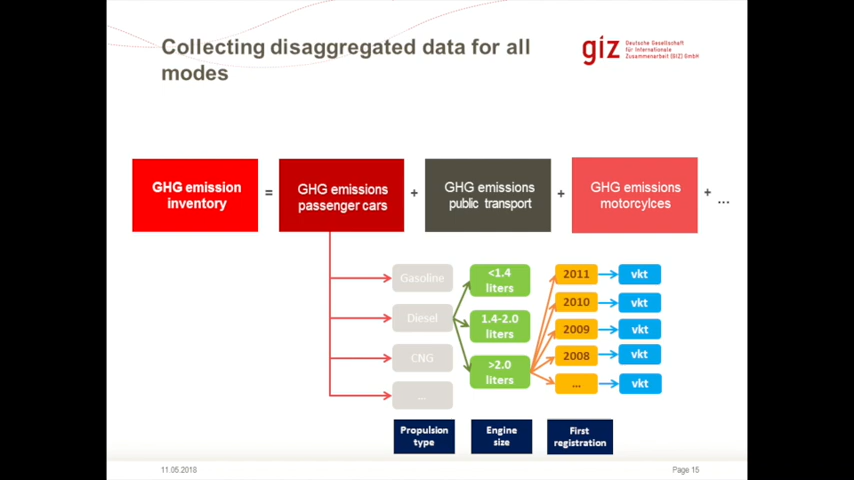 Collecting disaggregated data for all
modes
giz
Deutsche Gesellschaft
für Internationale
Zusammenarbeit (GIZ) GmbH
GHG emission
inventory
=
GHG emissions
passenger cars
+
GHG emissions
public transport
+
GHG emissions
motorcylces
+
...
Gasoline
Diesel
CNG
...
<1.4
liters
1.4-2.0
liters
>2.0
liters
2011
vkt
2010
vkt
2009
vkt
2008
vkt
...
vkt
Propulsion
type
Engine
size
First
registration
11.05.2018
Page 15